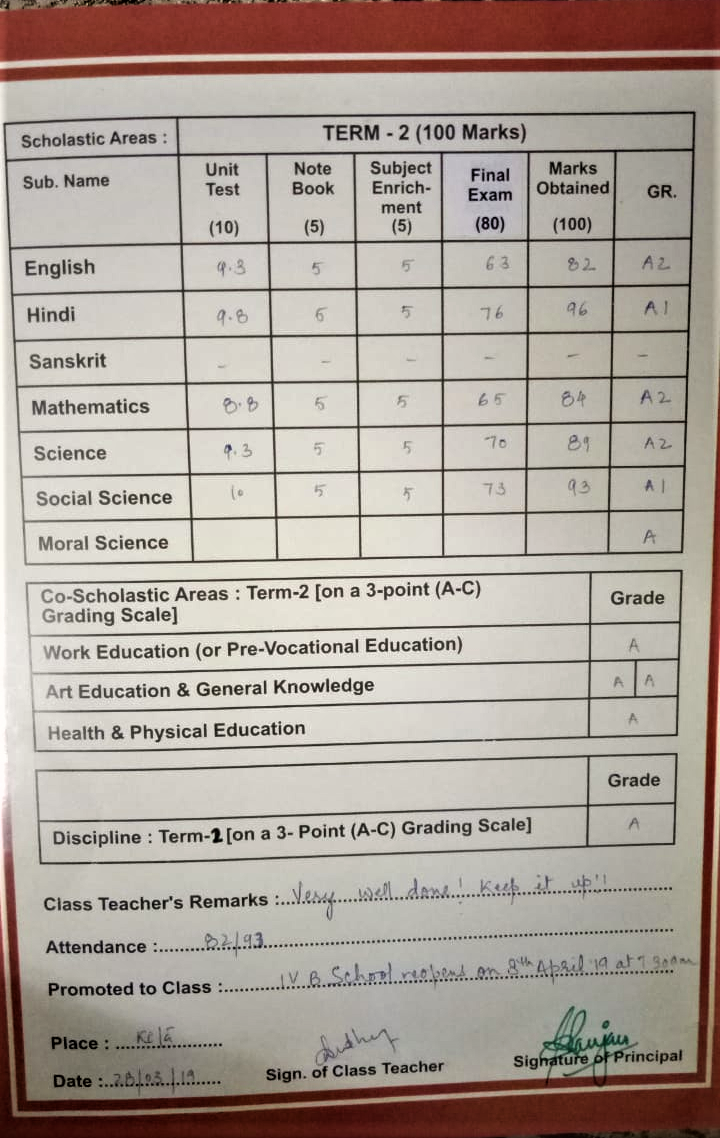 Scholastic Areas : TERM - 2 (100 Marks)
Sub. Name Unit Test (10) Note Book (5) Subject Enrich-ment (5) Final Exam (80) Marks Obtained (100) GR.
English 9.3 5 5 63 82 A2
Hindi 9.8 5 5 76 96 A1
Sanskrit - - - - - -
Mathematics 8.8 5 5 65 84 A2
Science 9.3 5 5 70 89 A2
Social Science 10 5 5 73 93 A1
Moral Science A
Co-Scholastic Areas : Term-2 [on a 3-point (A-C) Grade
Grading Scale]
Work Education (or Pre-Vocational Education) A
Art Education & General Knowledge A A
Health & Physical Education A
Grade
Discipline : Term-2 [on a 3- Point (A-C) Grading Scale] A
Class Teacher's Remarks : Very well done! Keep it up!!
Attendance : 82/93
Promoted to Class : IV B School reopens on 8th April '19 at 7.30am
Place :
Date : 28/03/19 Sign. of Class Teacher Signature of Principal